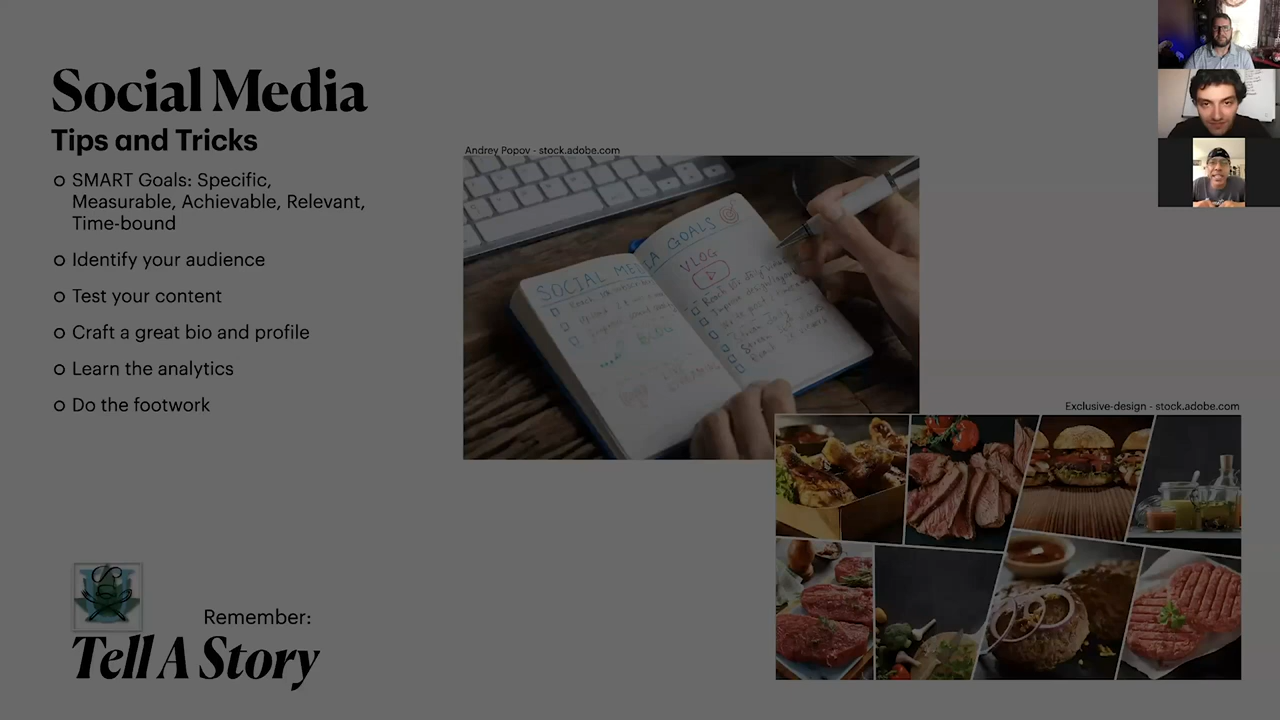 Social Media
Tips and Tricks
SMART Goals: Specific,
Measurable, Achievable, Relevant,
Time-bound
Identify your audience
Test your content
Craft a great bio and profile
Learn the analytics
Do the footwork
Remember:
Tell A Story
Andrey Popov - stock.adobe.com
SOCIAL MEDIA GOALS
VLOG
BLOG
Exclusive-design - stock.adobe.com